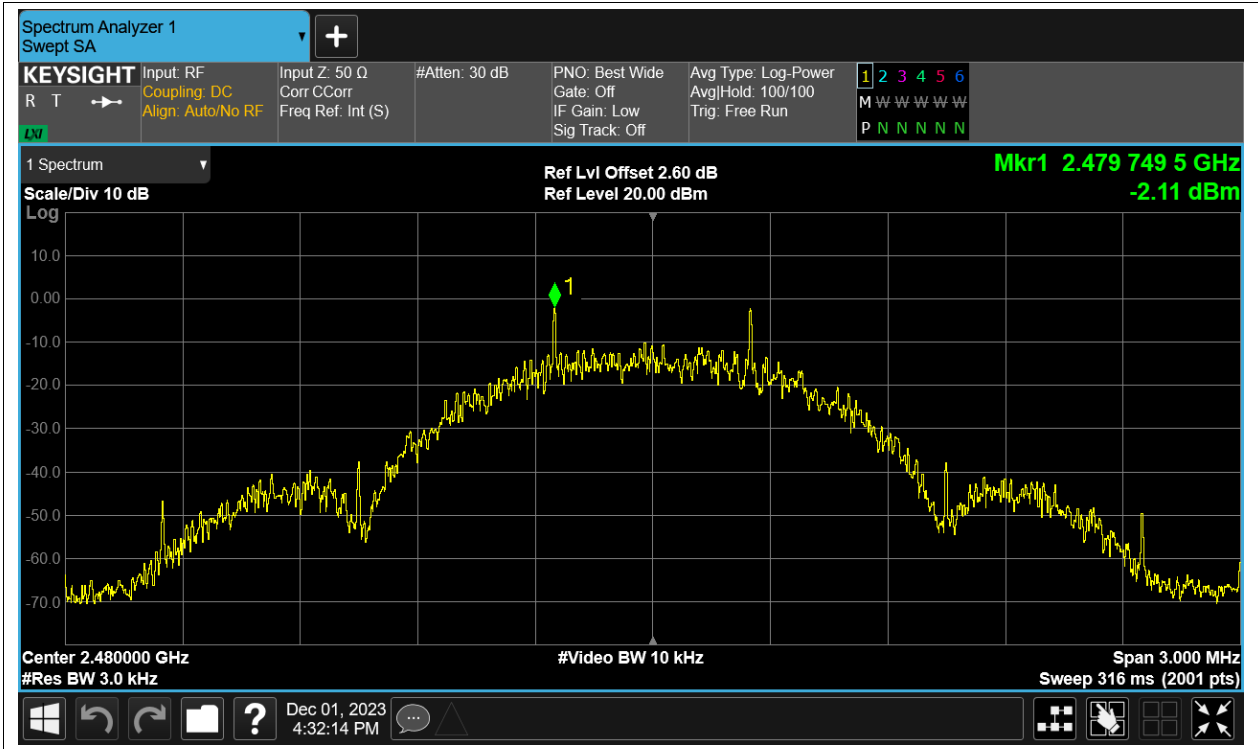 Spectrum Analyzer 1
Swept SA
KEYSIGHT
R T
LXI
Input: RF
Coupling: DC
Align: Auto/No RF
Input Z: 50 Ω
Corr CCorr
Freq Ref: Int (S)
#Atten: 30 dB
PNO: Best Wide
Gate: Off
IF Gain: Low
Sig Track: Off
Avg Type: Log-Power
Avg|Hold: 100/100
Trig: Free Run
1 2 3 4 5 6
M W W W W W W
P N N N N N N
1 Spectrum
Scale/Div 10 dB
Log
Ref Lvl Offset 2.60 dB
Ref Level 20.00 dBm
Mkr1 2.479 749 5 GHz
-2.11 dBm
1
10.0
0.00
-10.0
-20.0
-30.0
-40.0
-50.0
-60.0
-70.0
Center 2.480000 GHz
#Res BW 3.0 kHz
#Video BW 10 kHz
Span 3.000 MHz
Sweep 316 ms (2001 pts)
?
Dec 01, 2023
4:32:14 PM